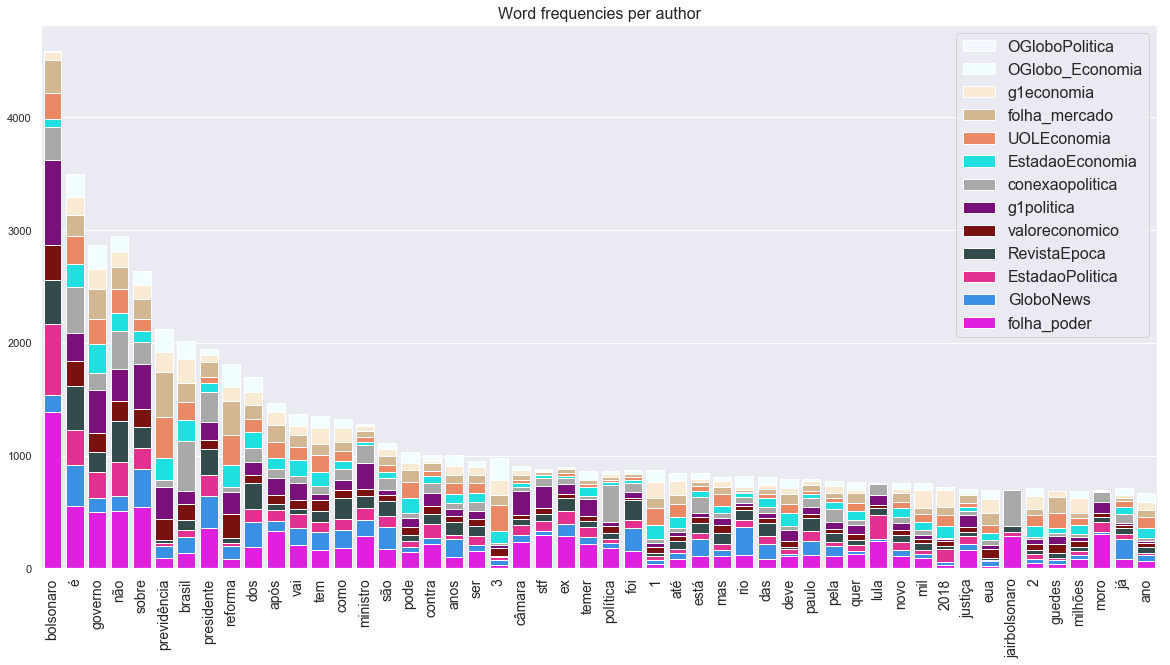 Word frequencies per author
OGloboPolitica
OGlobo_Economia
g1economia
folha_mercado
UOLEconomia
EstadaoEconomia
conexaopolitica
g1politica
valoreconomico
RevistaEpoca
EstadaoPolitica
GloboNews
folha_poder
4000
3000
2000
1000
0
bolsonaro
é
governo
não
sobre
previdência
brasil
presidente
reforma
dos
após
vai
tem
como
ministro
são
pode
contra
anos
ser
3
câmara
stf
ex
temer
política
foi
1
até
está
mas
rio
das
deve
paulo
pela
quer
lula
novo
mil
2018
justiça
eua
jairbolsonaro
2
guedes
milhões
moro
já
ano